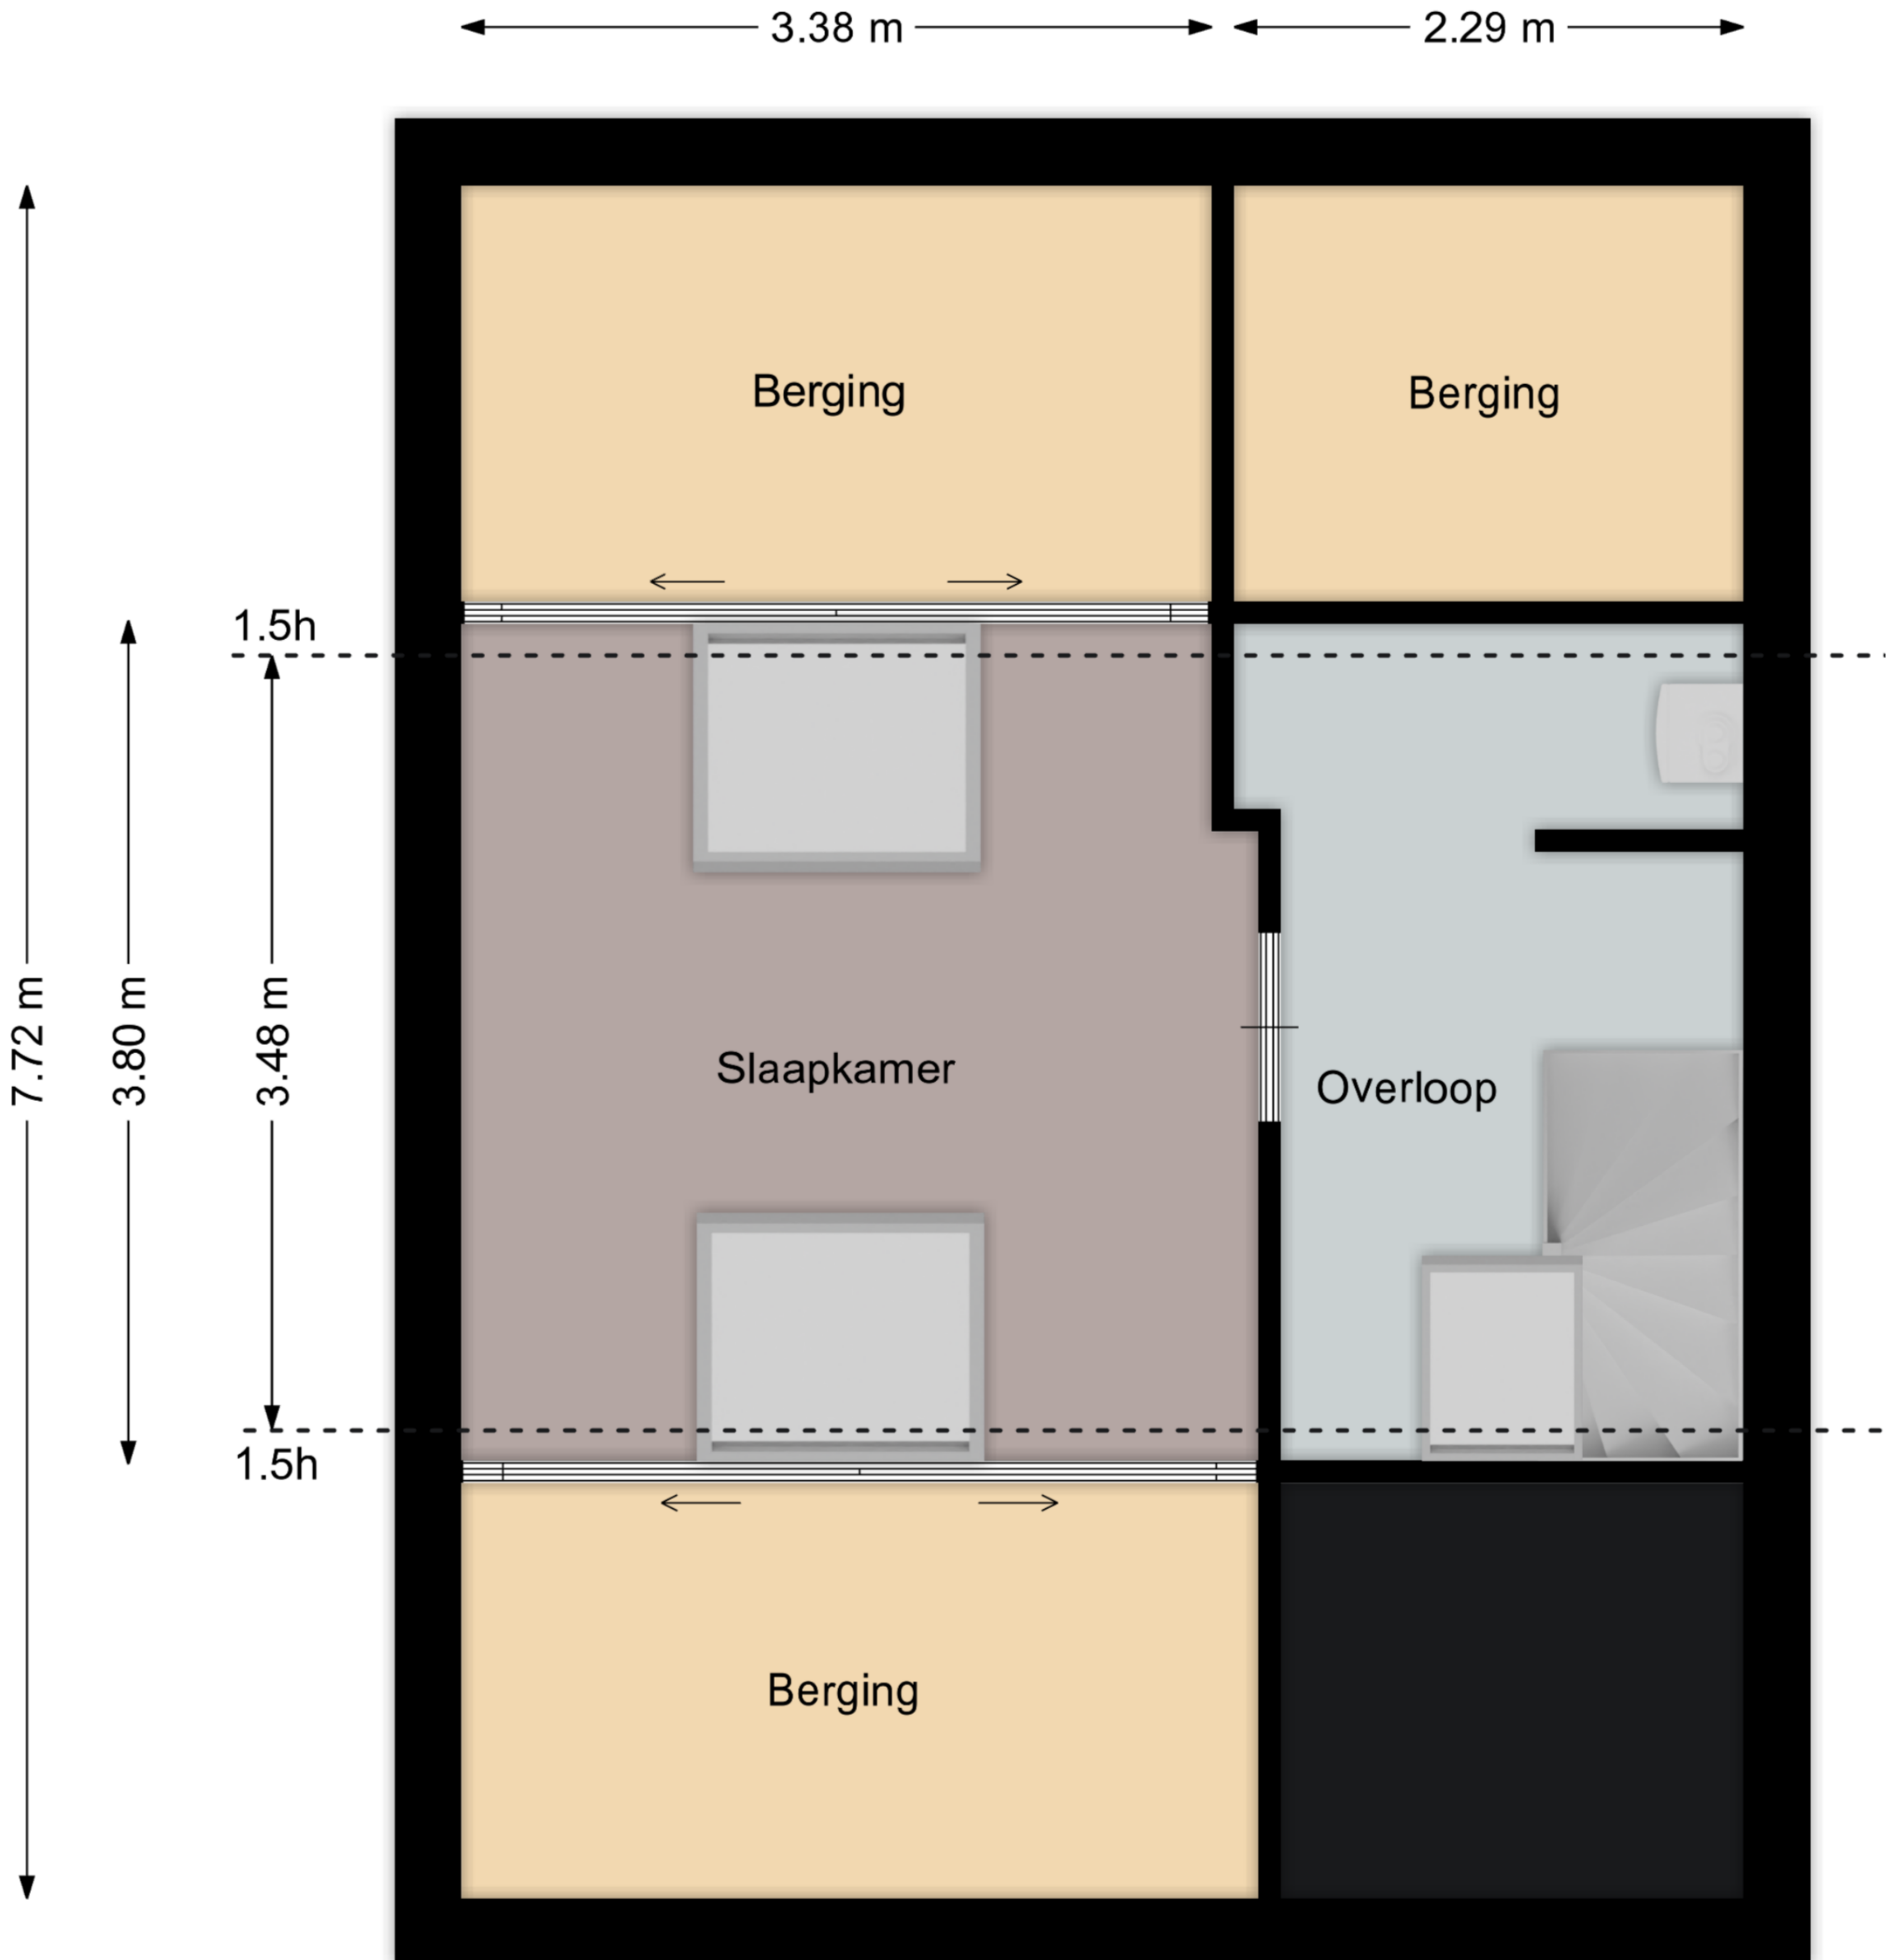 3.38 m
2.29 m
Berging
Berging
1.5h
7.72 m
3.80 m
3.48 m
Slaapkamer
Overloop
1.5h
Berging